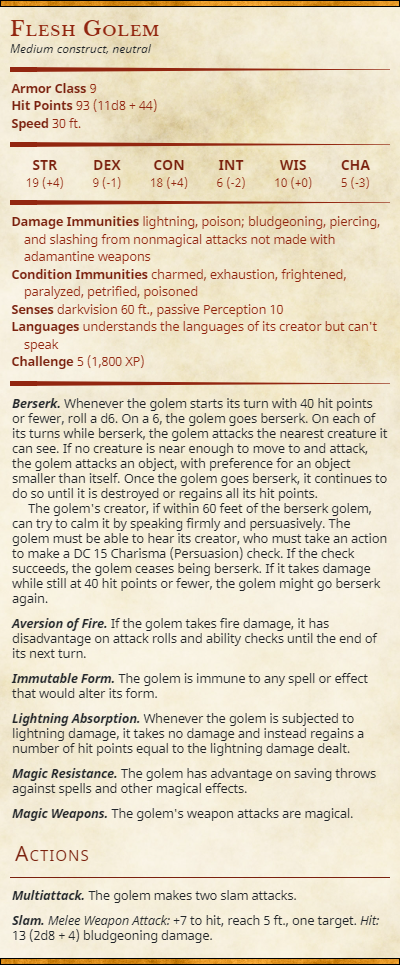 Flesh Golem
Medium construct, neutral
Armor Class 9
Hit Points 93 (11d8 + 44)
Speed 30 ft.
STR DEX CON INT WIS CHA
19 (+4) 9 (-1) 18 (+4) 6 (-2) 10 (+0) 5 (-3)
Damage Immunities lightning, poison; bludgeoning, piercing,
and slashing from nonmagical attacks not made with
adamantine weapons
Condition Immunities charmed, exhaustion, frightened,
paralyzed, petrified, poisoned
Senses darkvision 60 ft., passive Perception 10
Languages understands the languages of its creator but can't
speak
Challenge 5 (1,800 XP)
Berserk. Whenever the golem starts its turn with 40 hit points
or fewer, roll a d6. On a 6, the golem goes berserk. On each of
its turns while berserk, the golem attacks the nearest creature it
can see. If no creature is near enough to move to and attack,
the golem attacks an object, with preference for an object
smaller than itself. Once the golem goes berserk, it continues to
do so until it is destroyed or regains all its hit points.
The golem's creator, if within 60 feet of the berserk golem,
can try to calm it by speaking firmly and persuasively. The
golem must be able to hear its creator, who must take an action
to make a DC 15 Charisma (Persuasion) check. If the check
succeeds, the golem ceases being berserk. If it takes damage
while still at 40 hit points or fewer, the golem might go berserk
again.
Aversion of Fire. If the golem takes fire damage, it has
disadvantage on attack rolls and ability checks until the end of
its next turn.
Immutable Form. The golem is immune to any spell or effect
that would alter its form.
Lightning Absorption. Whenever the golem is subjected to
lightning damage, it takes no damage and instead regains a
number of hit points equal to the lightning damage dealt.
Magic Resistance. The golem has advantage on saving throws
against spells and other magical effects.
Magic Weapons. The golem's weapon attacks are magical.
Actions
Multiattack. The golem makes two slam attacks.
Slam. Melee Weapon Attack: +7 to hit, reach 5 ft., one target. Hit:
13 (2d8 + 4) bludgeoning damage.